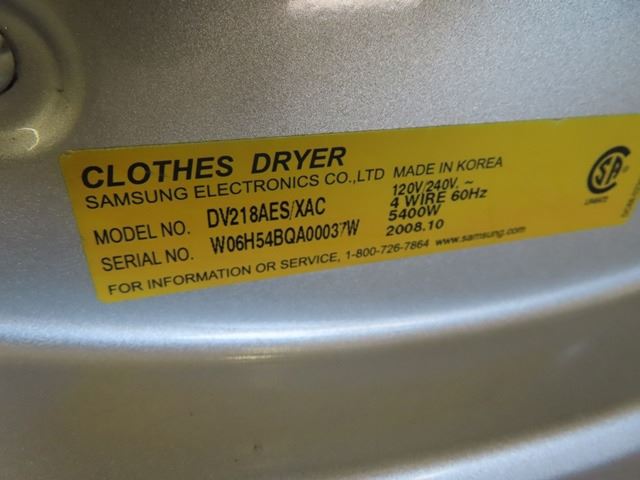 CLOTHES DRYER
SAMSUNG ELECTRONICS CO.,LTD MADE IN KOREA
120V/240V, ~
4 WIRE 60Hz
5400W
2008.10
MODEL NO. DV218AES/XAC
SERIAL NO. W06H54BQA00037W
FOR INFORMATION OR SERVICE, 1-800-726-7864 www.samsung.com